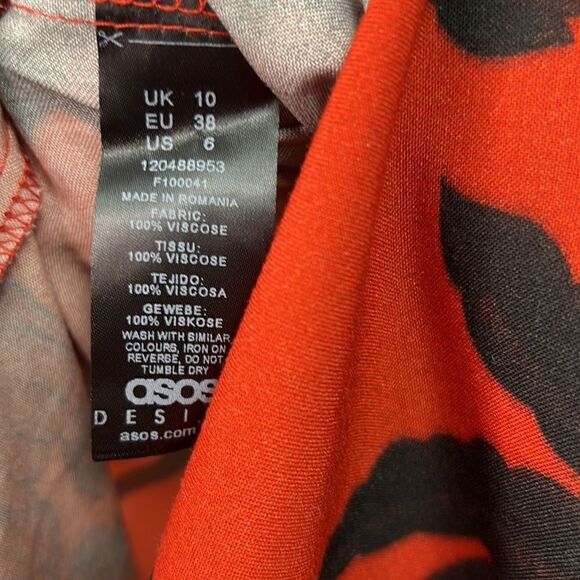 UK 10
EU 38
US 6
120488953
F100041
MADE IN ROMANIA
FABRIC:
100% VISCOSE
TISSU:
100% VISCOSE
TEJIDO:
100% VISCOSA
GEWEBE:
100% VISKOSE
WASH WITH SIMILAR
COLOURS, IRON ON
REVERSE, DO NOT
TUMBLE DRY
asos
DESI
asos.com